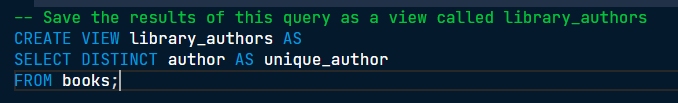 -- Save the results of this query as a view called library_authors
CREATE VIEW library_authors AS
SELECT DISTINCT author AS unique_author
FROM books;